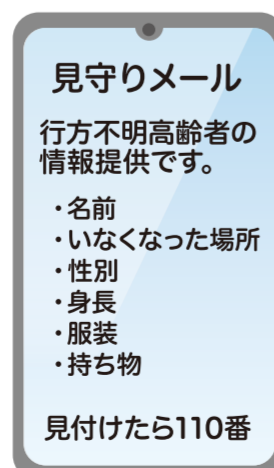 見守りメール
行方不明高齢者の
情報提供です。
・名前
・いなくなった場所
・性別
・身長
・服装
・持ち物
見付けたら110番